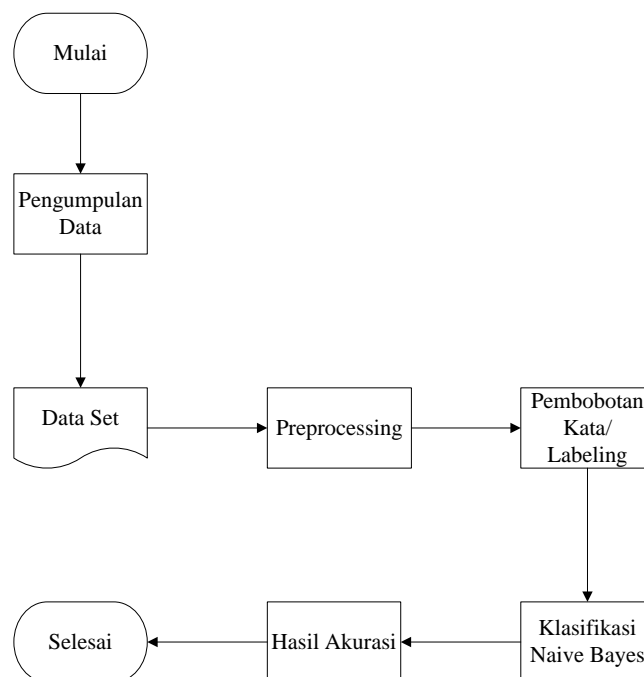 Mulai
Pengumpulan
Data
Data Set
Preprocessing
Pembobotan
Kata/
Labeling
Klasifikasi
Naive Bayes
Hasil Akurasi
Selesai